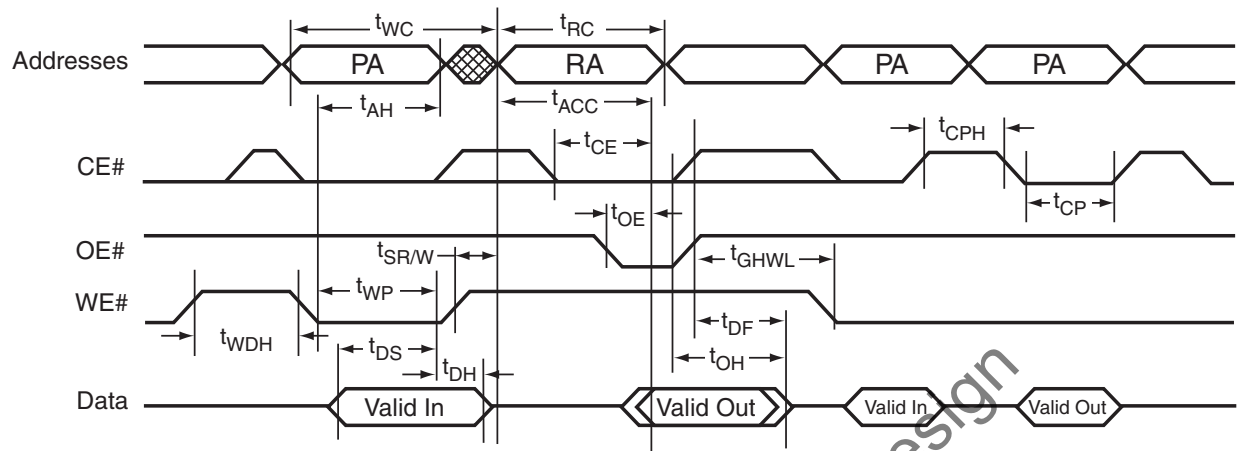 tWC
tRC
Addresses
PA
RA
PA
PA
tAH
tACC
tCPH
CE#
tCE
tCP
tOE
OE#
tSR/W
tGHWL
WE#
tWP
tWDH
tDF
tDS
tOH
tDH
Data
Valid In
Valid Out
Valid In
Valid Out
esign